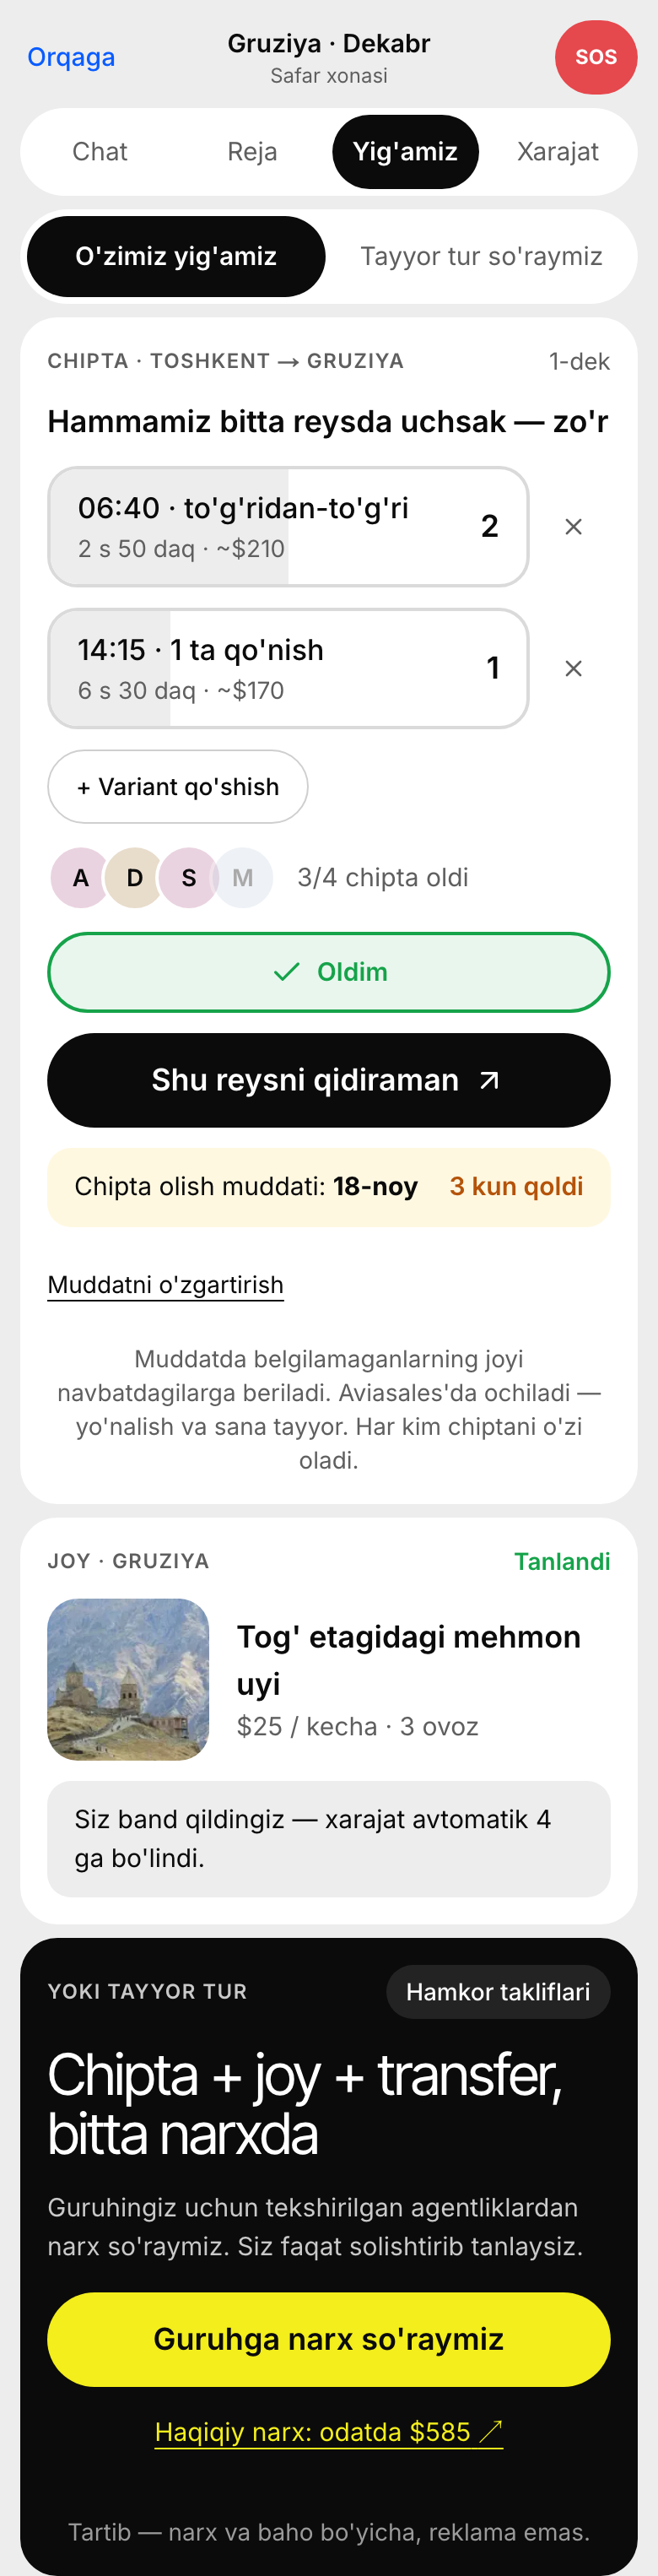 Orqaga
Gruziya · Dekabr
Safar xonasi
SOS
Chat
Reja
Yig'amiz
Xarajat
O'zimiz yig'amiz
Tayyor tur so'raymiz
CHIPTA · TOSHKENT → GRUZIYA
1-dek
Hammamiz bitta reysda uchsak — zo'r
06:40 · to'g'ridan-to'g'ri
2 s 50 daq · ~$210
2
×
14:15 · 1 ta qo'nish
6 s 30 daq · ~$170
1
×
+ Variant qo'shish
A
D
S
M
3/4 chipta oldi
✓ Oldim
Shu reysni qidiraman ↗
Chipta olish muddati: 18-noy
3 kun qoldi
Muddatni o'zgartirish
Muddatda belgilamaganlarning joyi
navbatdagilarga beriladi. Aviasales'da ochiladi —
yo'nalish va sana tayyor. Har kim chiptani o'zi
oladi.
JOY · GRUZIYA
Tanlandi
Tog' etagidagi mehmon
uyi
$25 / kecha · 3 ovoz
Siz band qildingiz — xarajat avtomatik 4
ga bo'lindi.
YOKI TAYYOR TUR
Hamkor takliflari
Chipta + joy + transfer,
bitta narxda
Guruhingiz uchun tekshirilgan agentliklardan
narx so'raymiz. Siz faqat solishtirib tanlaysiz.
Guruhga narx so'raymiz
Haqiqiy narx: odatda $585 ↗
Tartib — narx va baho bo'yicha, reklama emas.